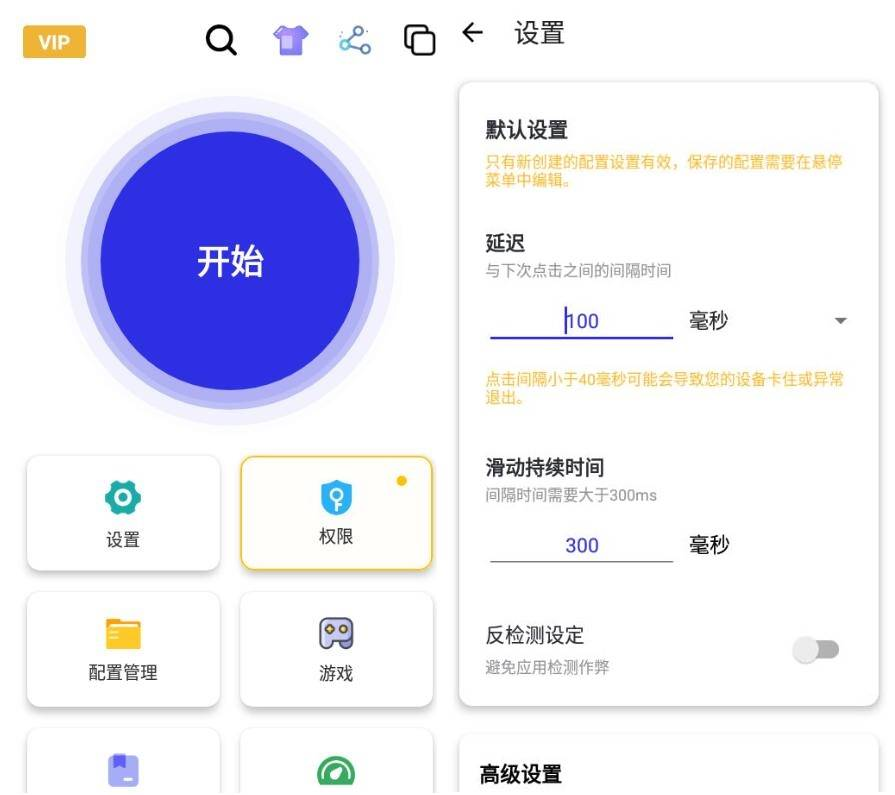 VIP
开始
设置
权限
配置管理
游戏
设置
默认设置
只有新创建的配置设置有效，保存的配置需要在悬停
菜单中编辑。
延迟
与下次点击之间的间隔时间
100 毫秒
点击间隔小于40毫秒可能会导致您的设备卡住或异常
退出。
滑动持续时间
间隔时间需要大于300ms
300 毫秒
反检测设定
避免应用检测作弊
高级设置